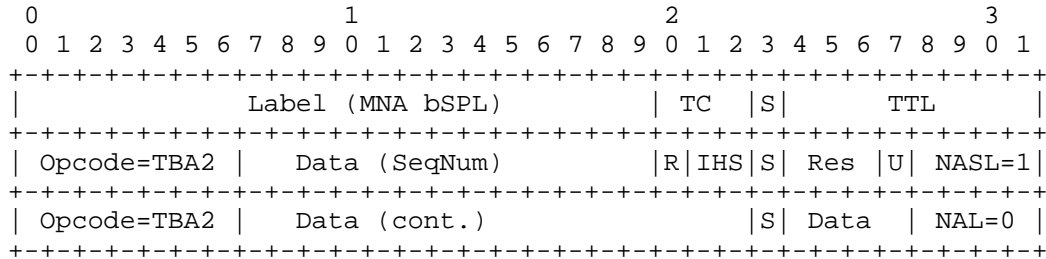 0                   1                   2                   3
 0 1 2 3 4 5 6 7 8 9 0 1 2 3 4 5 6 7 8 9 0 1 2 3 4 5 6 7 8 9 0 1
+-+-+-+-+-+-+-+-+-+-+-+-+-+-+-+-+-+-+-+-+-+-+-+-+-+-+-+-+-+-+-+-+
|             Label (MNA bSPL)          | TC  |S|      TTL      |
+-+-+-+-+-+-+-+-+-+-+-+-+-+-+-+-+-+-+-+-+-+-+-+-+-+-+-+-+-+-+-+-+
| Opcode=TBA2 |   Data (SeqNum)         |R|IHS|S| Res |U| NASL=1|
+-+-+-+-+-+-+-+-+-+-+-+-+-+-+-+-+-+-+-+-+-+-+-+-+-+-+-+-+-+-+-+-+
| Opcode=TBA2 |   Data (cont.)                |S| Data  | NAL=0 |
+-+-+-+-+-+-+-+-+-+-+-+-+-+-+-+-+-+-+-+-+-+-+-+-+-+-+-+-+-+-+-+-+